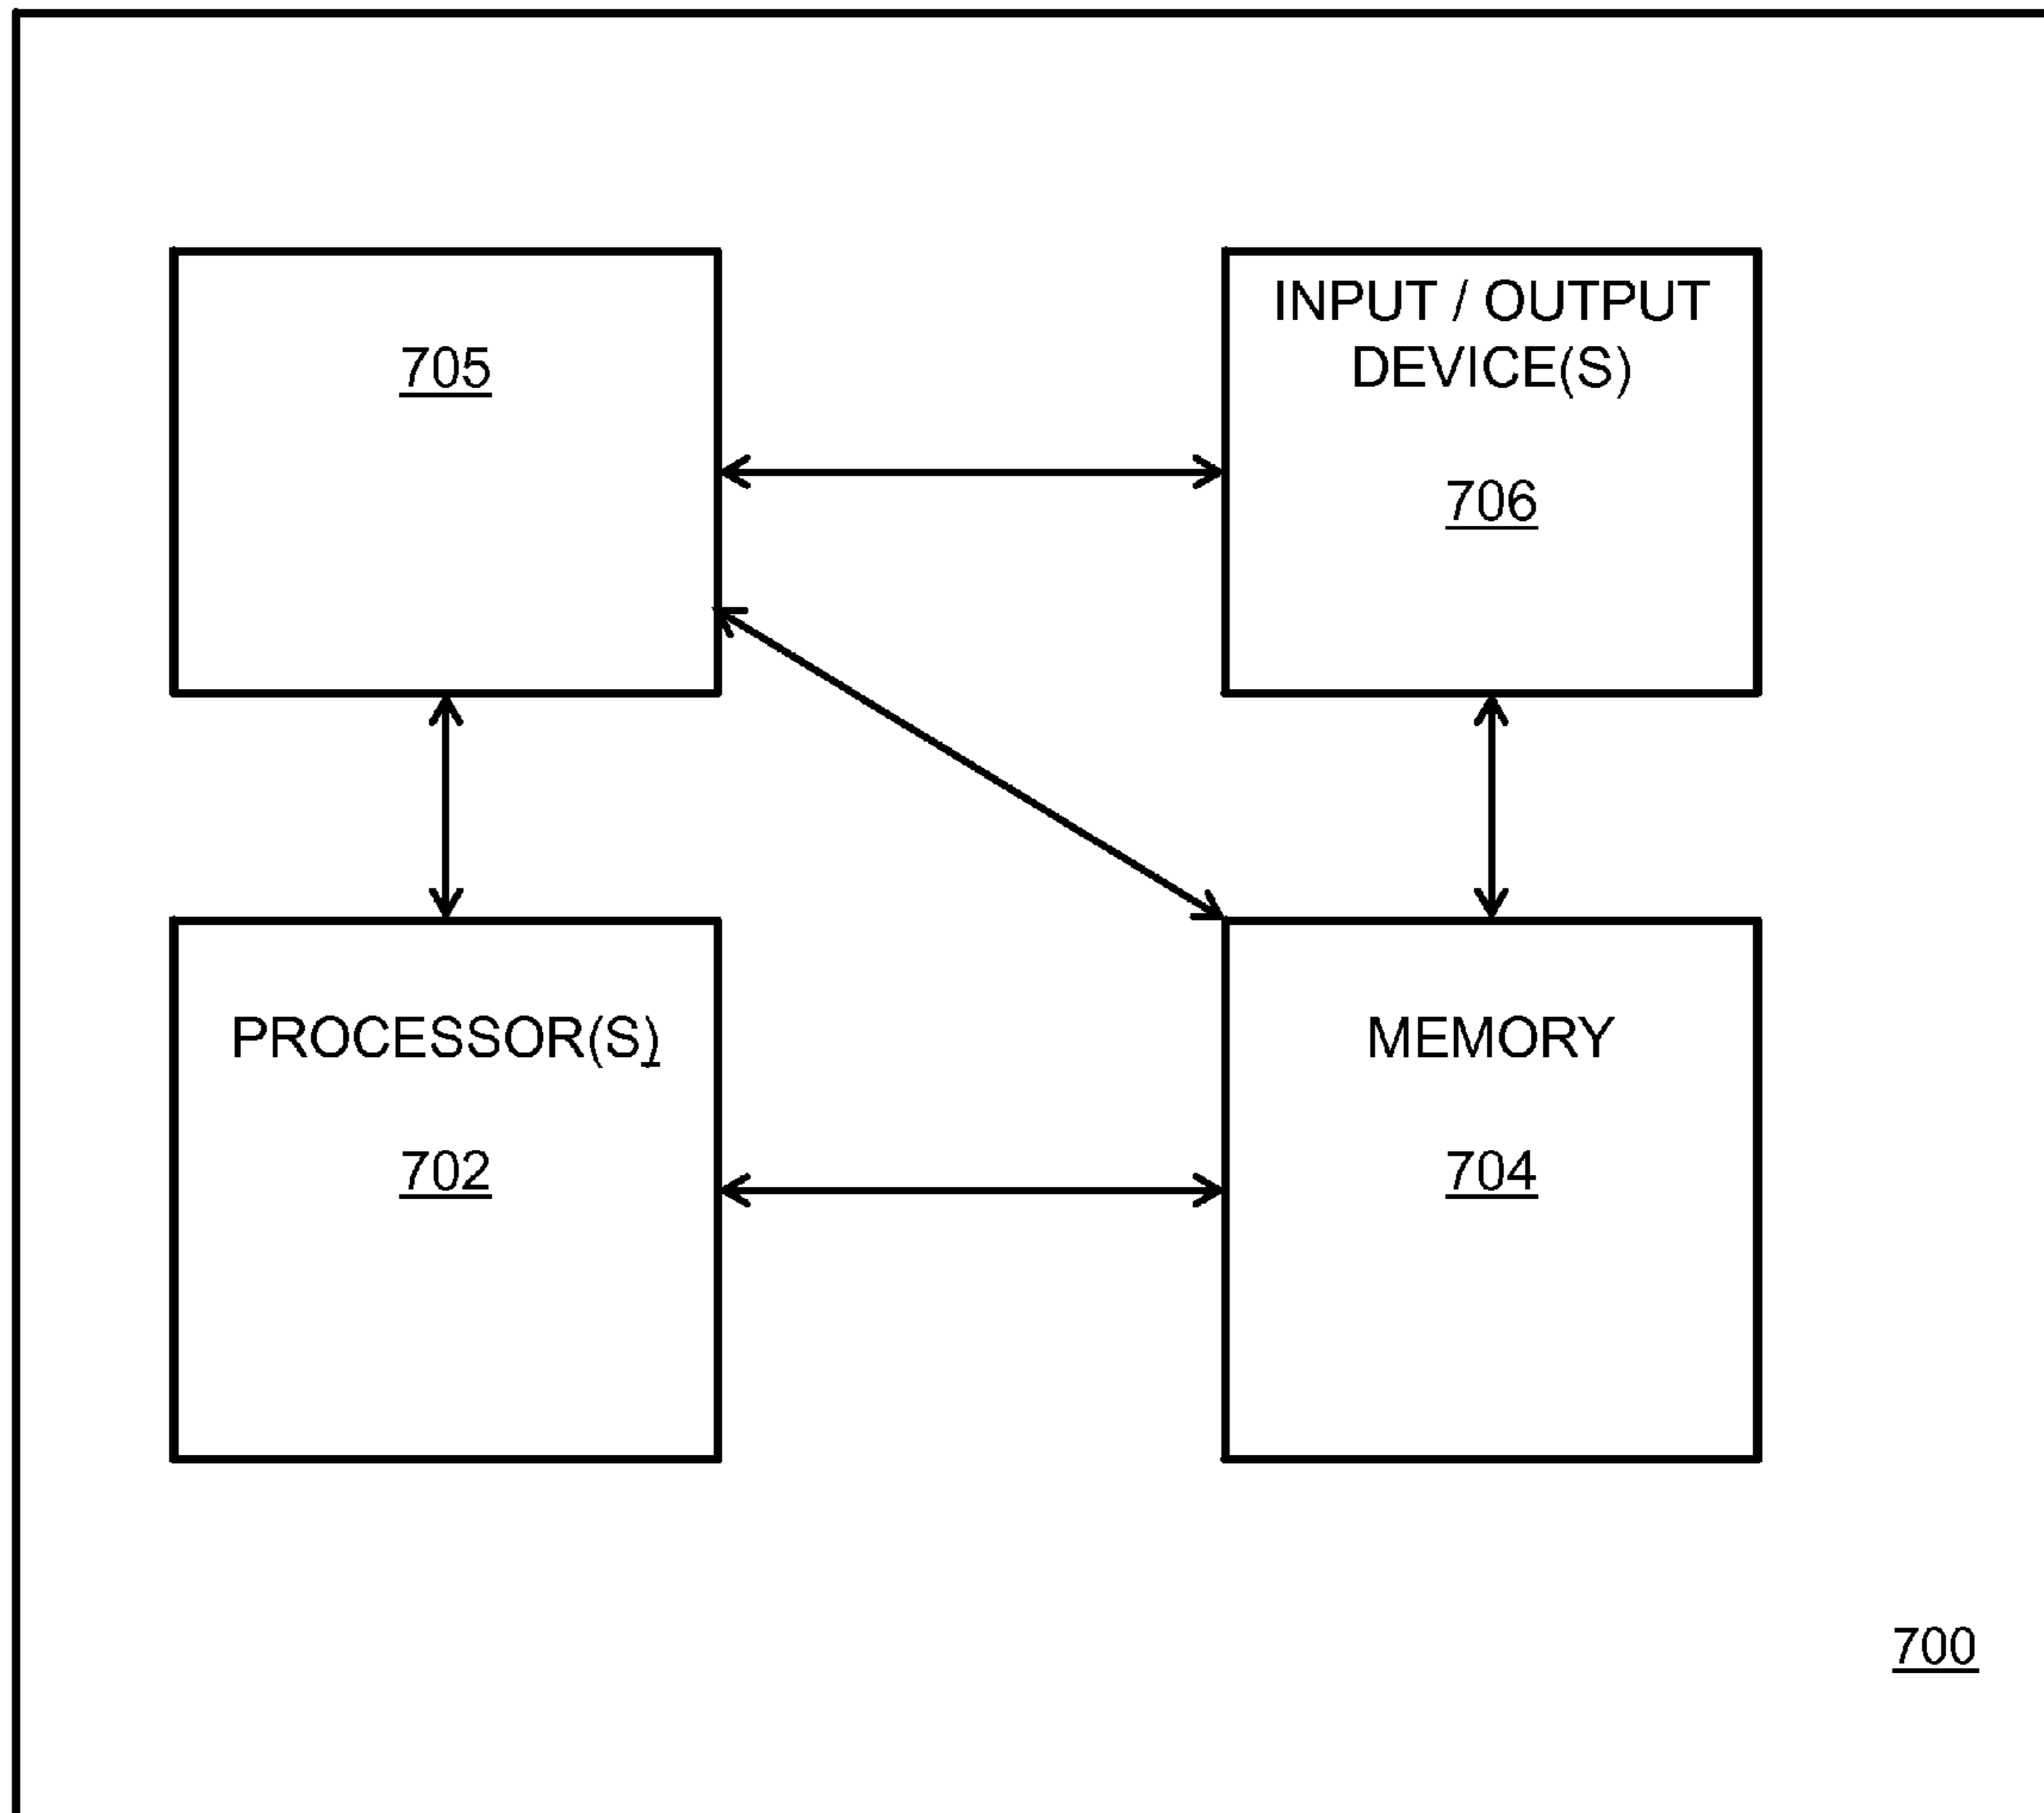 705
INPUT / OUTPUT
DEVICE(S)
706
PROCESSOR(S)
702
MEMORY
704
700